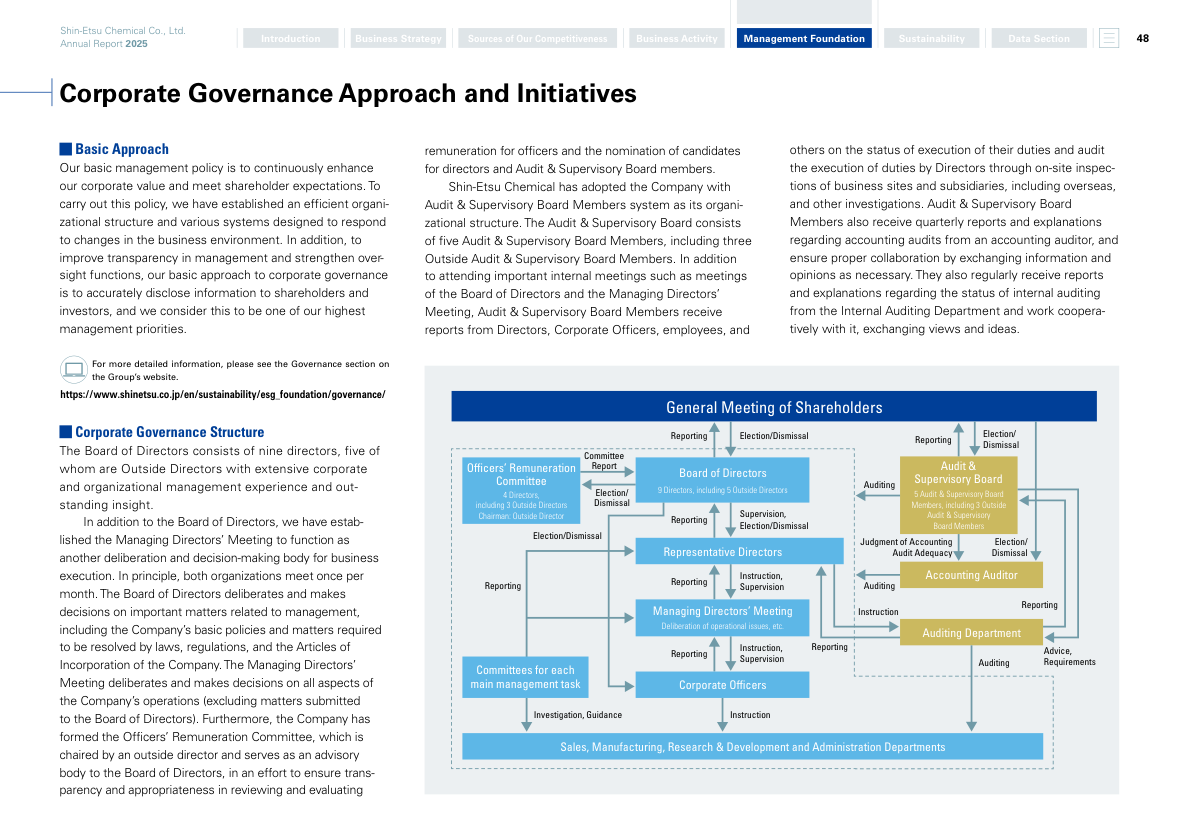 Shin-Etsu Chemical Co., Ltd.
Annual Report 2025
Introduction
Business Strategy
Sources of Our Competitiveness
Business Activity
Management Foundation
Sustainability
Data Section
48
Corporate Governance Approach and Initiatives
Basic Approach
Our basic management policy is to continuously enhance
our corporate value and meet shareholder expectations. To
carry out this policy, we have established an efficient organi-
zational structure and various systems designed to respond
to changes in the business environment. In addition, to
improve transparency in management and strengthen over-
sight functions, our basic approach to corporate governance
is to accurately disclose information to shareholders and
investors, and we consider this to be one of our highest
management priorities.
For more detailed information, please see the Governance section on
the Group's website.
https://www.shinetsu.co.jp/en/sustainability/esg_foundation/governance/
Corporate Governance Structure
The Board of Directors consists of nine directors, five of
whom are Outside Directors with extensive corporate
and organizational management experience and out-
standing insight.
In addition to the Board of Directors, we have estab-
lished the Managing Directors' Meeting to function as
another deliberation and decision-making body for business
execution. In principle, both organizations meet once per
month. The Board of Directors deliberates and makes
decisions on important matters related to management,
including the Company's basic policies and matters required
to be resolved by laws, regulations, and the Articles of
Incorporation of the Company. The Managing Directors'
Meeting deliberates and makes decisions on all aspects of
the Company's operations (excluding matters submitted
to the Board of Directors). Furthermore, the Company has
formed the Officers' Remuneration Committee, which is
chaired by an outside director and serves as an advisory
body to the Board of Directors, in an effort to ensure trans-
parency and appropriateness in reviewing and evaluating
remuneration for officers and the nomination of candidates
for directors and Audit & Supervisory Board members.
Shin-Etsu Chemical has adopted the Company with
Audit & Supervisory Board Members system as its organi-
zational structure. The Audit & Supervisory Board consists
of five Audit & Supervisory Board Members, including three
Outside Audit & Supervisory Board Members. In addition
to attending important internal meetings such as meetings
of the Board of Directors and the Managing Directors'
Meeting, Audit & Supervisory Board Members receive
reports from Directors, Corporate Officers, employees, and
others on the status of execution of their duties and audit
the execution of duties by Directors through on-site inspec-
tions of business sites and subsidiaries, including overseas,
and other investigations. Audit & Supervisory Board
Members also receive quarterly reports and explanations
regarding accounting audits from an accounting auditor, and
ensure proper collaboration by exchanging information and
opinions as necessary. They also regularly receive reports
and explanations regarding the status of internal auditing
from the Internal Auditing Department and work coopera-
tively with it, exchanging views and ideas.
General Meeting of Shareholders
Reporting
Election/Dismissal
Reporting
Election/
Dismissal
Officers' Remuneration
Committee
4 Directors,
including 3 Outside Directors
Chairman: Outside Director
Committee
Report
Election/
Dismissal
Board of Directors
9 Directors, including 5 Outside Directors
Auditing
Audit &
Supervisory Board
5 Audit & Supervisory Board
Members, including 3 Outside
Audit & Supervisory
Board Members
Reporting
Supervision,
Election/Dismissal
Election/Dismissal
Judgment of Accounting
Audit Adequacy
Election/
Dismissal
Representative Directors
Accounting Auditor
Auditing
Reporting
Reporting
Instruction,
Supervision
Managing Directors' Meeting
Deliberation of operational issues, etc.
Instruction
Reporting
Auditing Department
Reporting
Advice,
Requirements
Reporting
Instruction,
Supervision
Auditing
Committees for each
main management task
Corporate Officers
Investigation, Guidance
Instruction
Sales, Manufacturing, Research & Development and Administration Departments